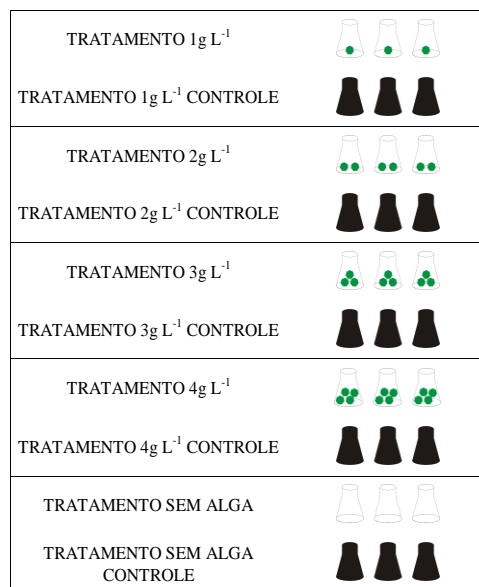 TRATAMENTO 1g L⁻¹
TRATAMENTO 1g L⁻¹ CONTROLE
TRATAMENTO 2g L⁻¹
TRATAMENTO 2g L⁻¹ CONTROLE
TRATAMENTO 3g L⁻¹
TRATAMENTO 3g L⁻¹ CONTROLE
TRATAMENTO 4g L⁻¹
TRATAMENTO 4g L⁻¹ CONTROLE
TRATAMENTO SEM ALGA
TRATAMENTO SEM ALGA
CONTROLE